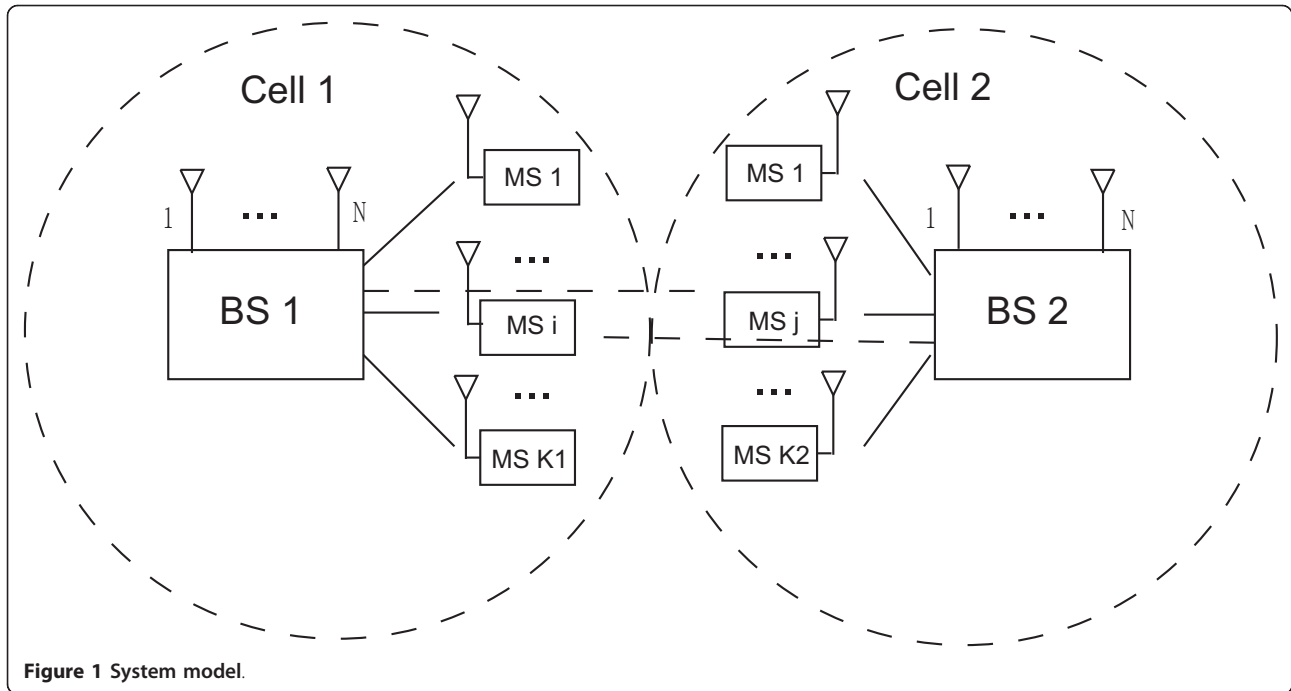 Cell 1
Cell 2
MS 1
MS 1
1
...
N
1
...
N
...
...
BS 1
MS i
MS j
BS 2
...
...
MS K1
MS K2
Figure 1 System model.